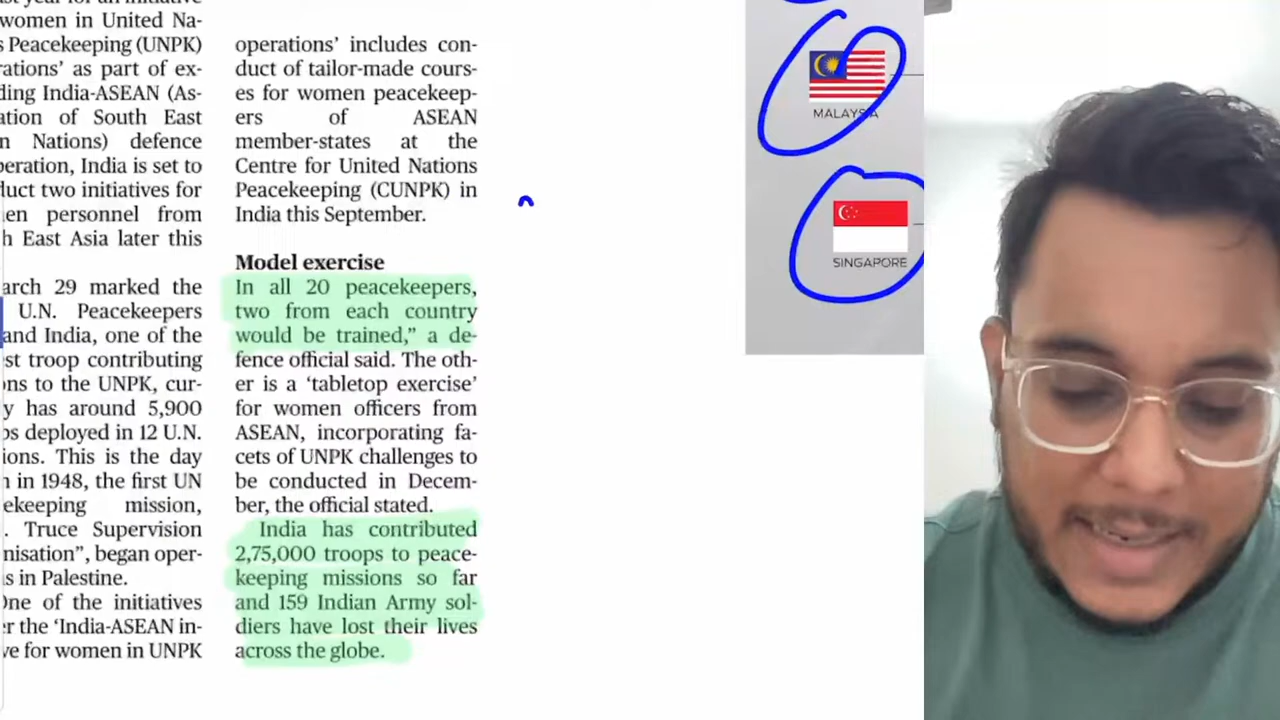 women in United Na-
Peacekeeping (UNPK)
rations' as part of ex-
ding India-ASEAN (As-
ation of South East
n Nations) defence
peration, India is set to
duct two initiatives for
en personnel from
h East Asia later this
arch 29 marked the
U.N. Peacekeepers
and India, one of the
st troop contributing
ons to the UNPK, cur-
y has around 5,900
ps deployed in 12 U.N.
ions. This is the day
n in 1948, the first UN
ekeeping mission,
. Truce Supervision
nisation”, began oper-
s in Palestine.
One of the initiatives
er the ‘India-ASEAN in-
ve for women in UNPK
operations’ includes con-
duct of tailor-made cours-
es for women peacekeep-
ers of ASEAN
member-states at the
Centre for United Nations
Peacekeeping (CUNPK) in
India this September.
Model exercise
In all 20 peacekeepers,
two from each country
would be trained,” a de-
fence official said. The oth-
er is a ‘tabletop exercise’
for women officers from
ASEAN, incorporating fa-
cets of UNPK challenges to
be conducted in Decem-
ber, the official stated.
India has contributed
2,75,000 troops to peace-
keeping missions so far
and 159 Indian Army sol-
diers have lost their lives
across the globe.
MALAYSIA
SINGAPORE